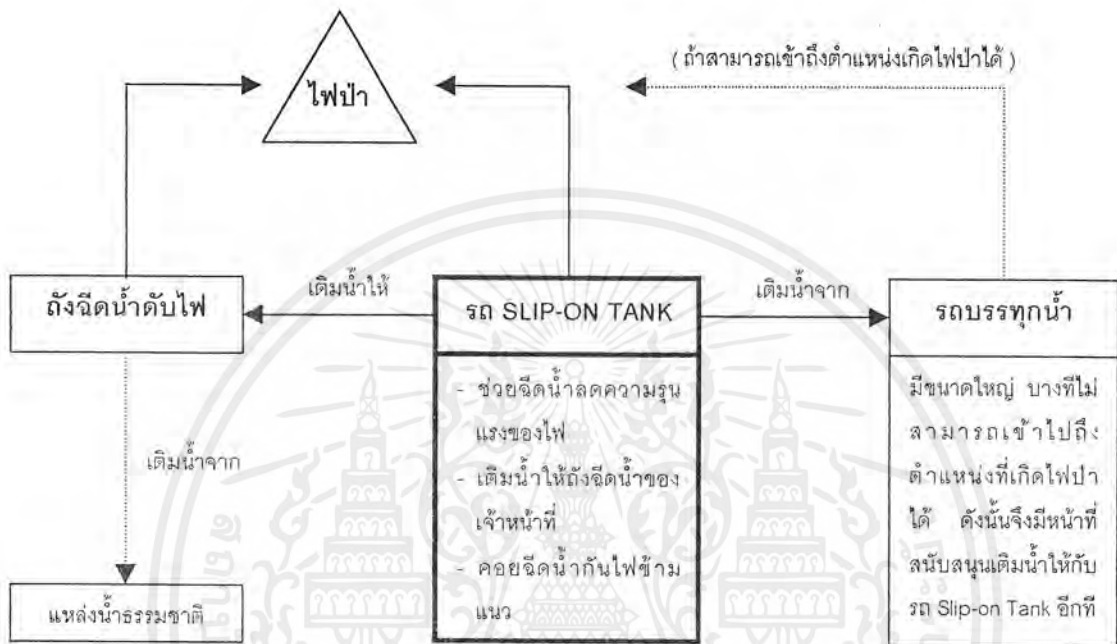 ( ถ้าสามารถเข้าถึงตำแหน่งเกิดไฟป่าได้ )
ไฟป่า
ถังฉีดน้ำดับไฟ
เติมน้ำให้
รถ SLIP-ON TANK
เติมน้ำจาก
รถบรรทุกน้ำ
- ช่วยฉีดน้ำลดความรุน
แรงของไฟ
- เติมน้ำให้ถังฉีดน้ำของ
เจ้าหน้าที่
- คอยฉีดน้ำกันไฟข้าม
แนว
มีขนาดใหญ่ บางทีไม่
สามารถเข้าไปถึง
ตำแหน่งที่เกิดไฟป่า
ได้ ดังนั้นจึงมีหน้าที่
สนับสนุนเติมน้ำให้กับ
รถ Slip-on Tank อีกที
เติมน้ำจาก
แหล่งน้ำธรรมชาติ